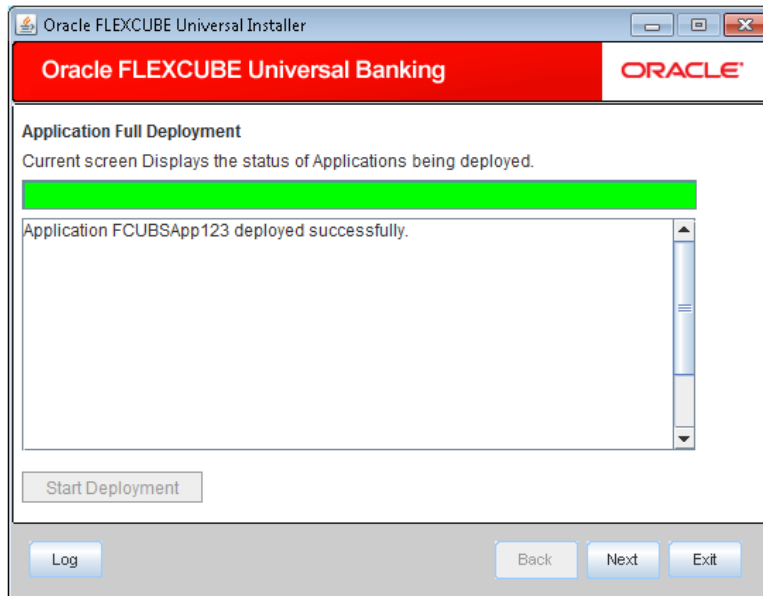 Oracle FLEXCUBE Universal Installer
Oracle FLEXCUBE Universal Banking
ORACLE
Application Full Deployment
Current screen Displays the status of Applications being deployed.
Application FCUBSApp123 deployed successfully.
Start Deployment
Log Back Next Exit